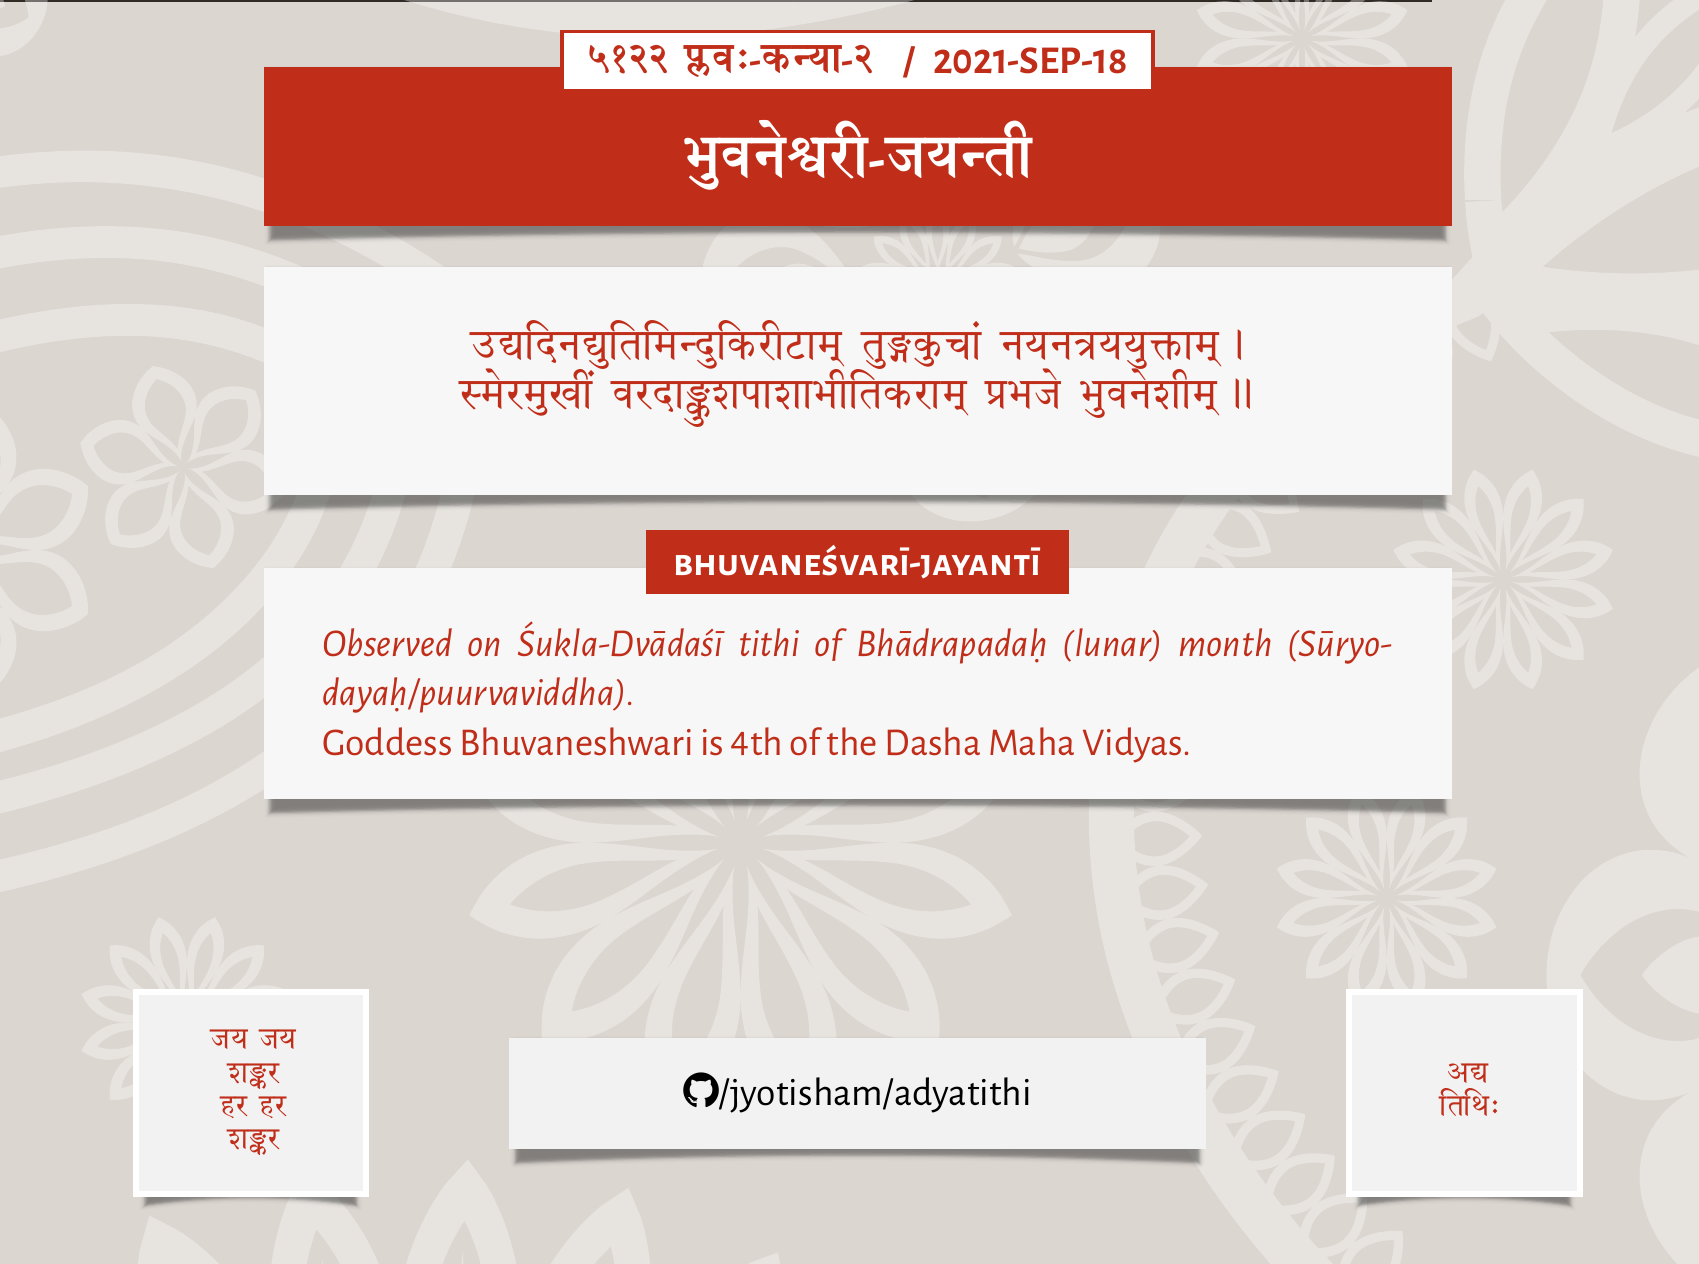 ५१२२ प्लवः-कन्या-२ / 2021-SEP-18
भुवनेश्वरी-जयन्ती
उद्यदिनद्युतिमिन्दुकिरीटाम् तुङ्गकुचां नयनत्रययुक्ताम् ।
स्मेरमुखीं वरदाङ्कुशपाशाभीतिकराम् प्रभजे भुवनेशीम् ॥
BHUVANEŚVARĪ-JAYANTĪ
Observed on Śukla-Dvādaśī tithi of Bhādrapadaḥ (lunar) month (Sūryo-
dayaḥ/puurvaviddha).
Goddess Bhuvaneshwari is 4th of the Dasha Maha Vidyas.
जय जय
शङ्कर
हर हर
शङ्कर
/jyotisham/adyatithi
अद्य
तिथिः